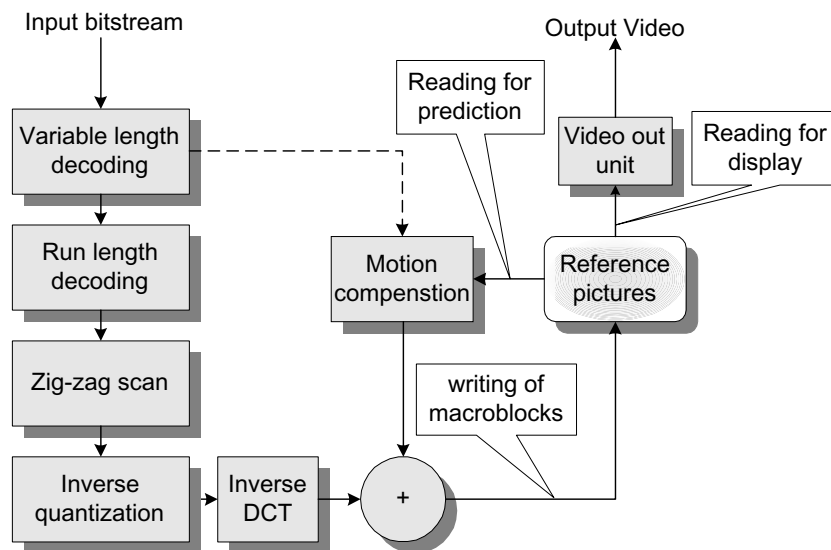 Input bitstream
Output Video
Reading for
prediction
Variable length
decoding
Video out
unit
Reading for
display
Run length
decoding
Motion
compenstion
Reference
pictures
Zig-zag scan
writing of
macroblocks
Inverse
quantization
Inverse
DCT
+